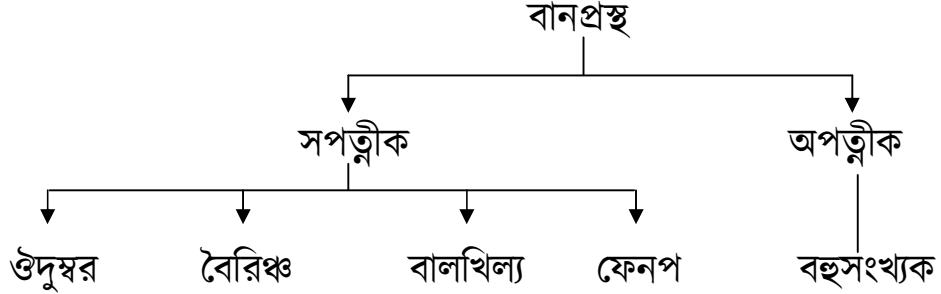 বানপ্রস্থ
সপত্নীক অপত্নীক
ঔদুম্বর বৈরিঞ্চ বালখিল্য ফেনপ বহুসংখ্যক